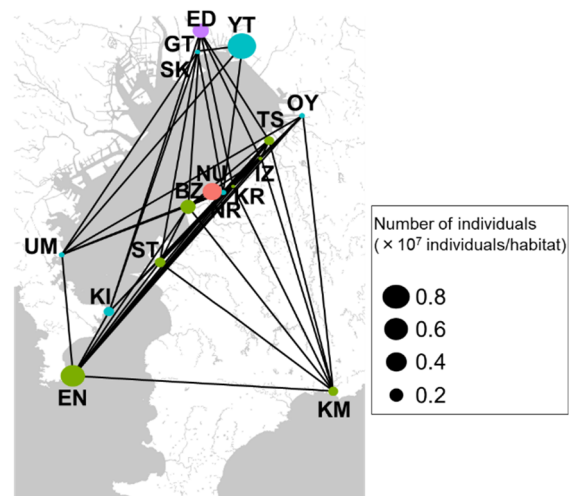 ED
YT
GT
SK
OY
TS
NU
IZ
BZ
KR
NR
UM
ST
KI
EN
KM
Number of individuals
(×10⁷ individuals/habitat)
0.8
0.6
0.4
0.2